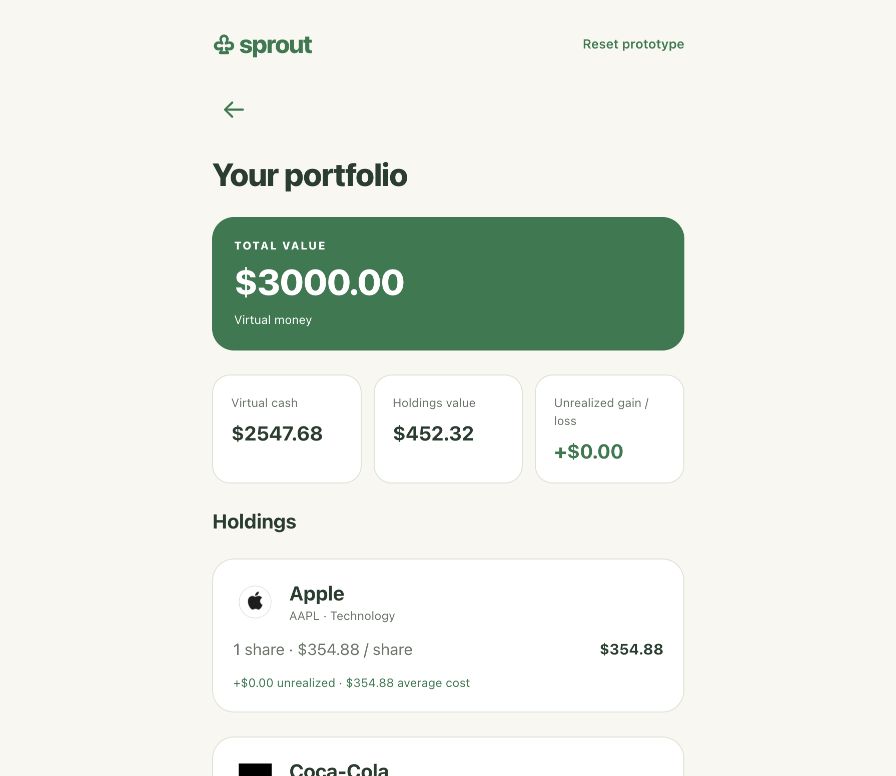 sprout
Reset prototype
Your portfolio
TOTAL VALUE
$3000.00
Virtual money
Virtual cash
$2547.68
Holdings value
$452.32
Unrealized gain /
loss
+$0.00
Holdings
Apple
AAPL · Technology
1 share · $354.88 / share
$354.88
+$0.00 unrealized · $354.88 average cost
Coca-Cola